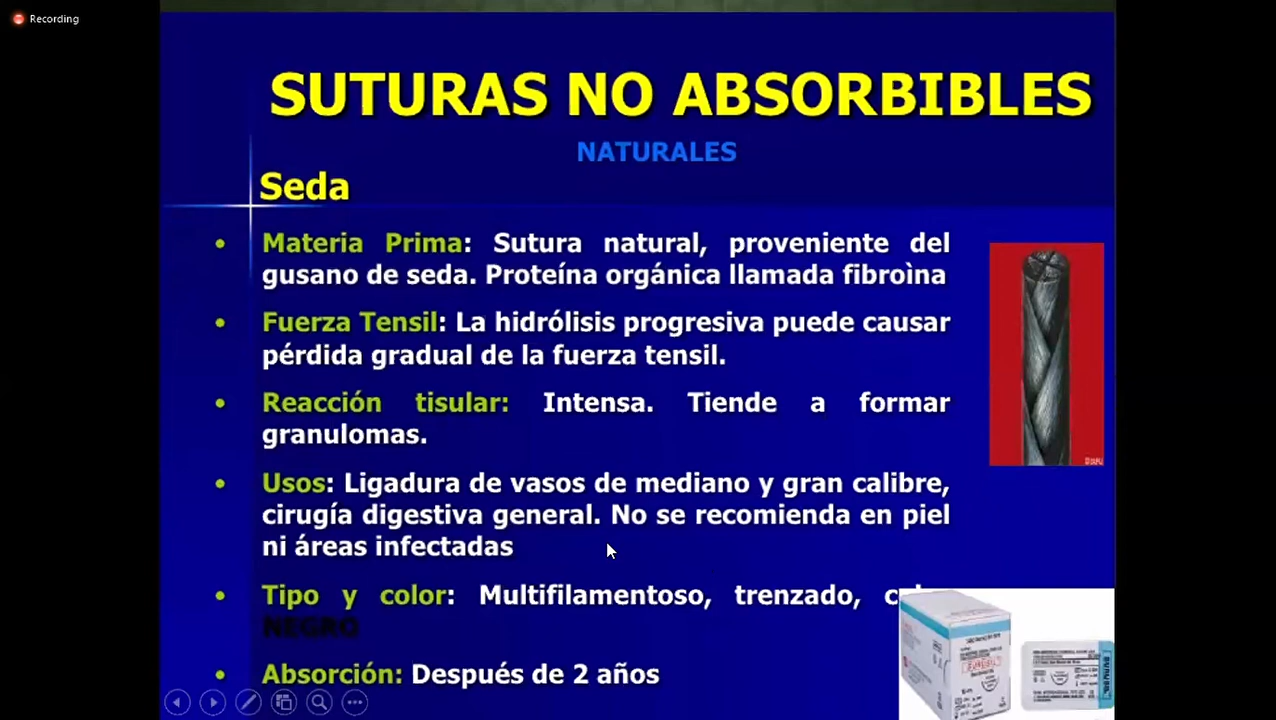 Recording
SUTURAS NO ABSORBIBLES
NATURALES
Seda
• Materia Prima: Sutura natural, proveniente del
gusano de seda. Proteína orgánica llamada fibroìna
• Fuerza Tensil: La hidrólisis progresiva puede causar
pérdida gradual de la fuerza tensil.
• Reacción tisular: Intensa. Tiende a formar
granulomas.
• Usos: Ligadura de vasos de mediano y gran calibre,
cirugía digestiva general. No se recomienda en piel
ni áreas infectadas
• Tipo y color: Multifilamentoso, trenzado,
NEGRO
• Absorción: Después de 2 años